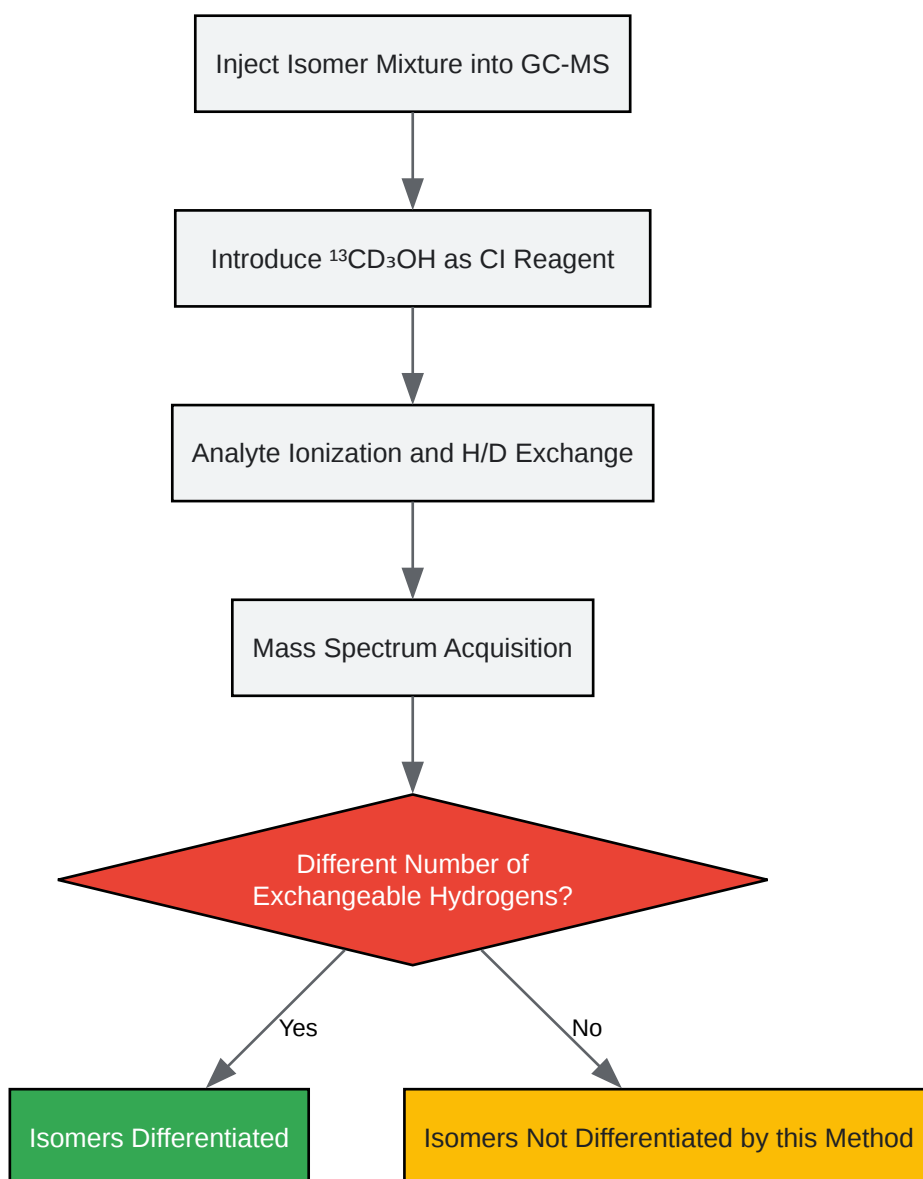 Inject Isomer Mixture into GC-MS
Introduce ¹³CD₃OH as CI Reagent
Analyte Ionization and H/D Exchange
Mass Spectrum Acquisition
Different Number of
Exchangeable Hydrogens?
Yes
No
Isomers Differentiated
Isomers Not Differentiated by this Method